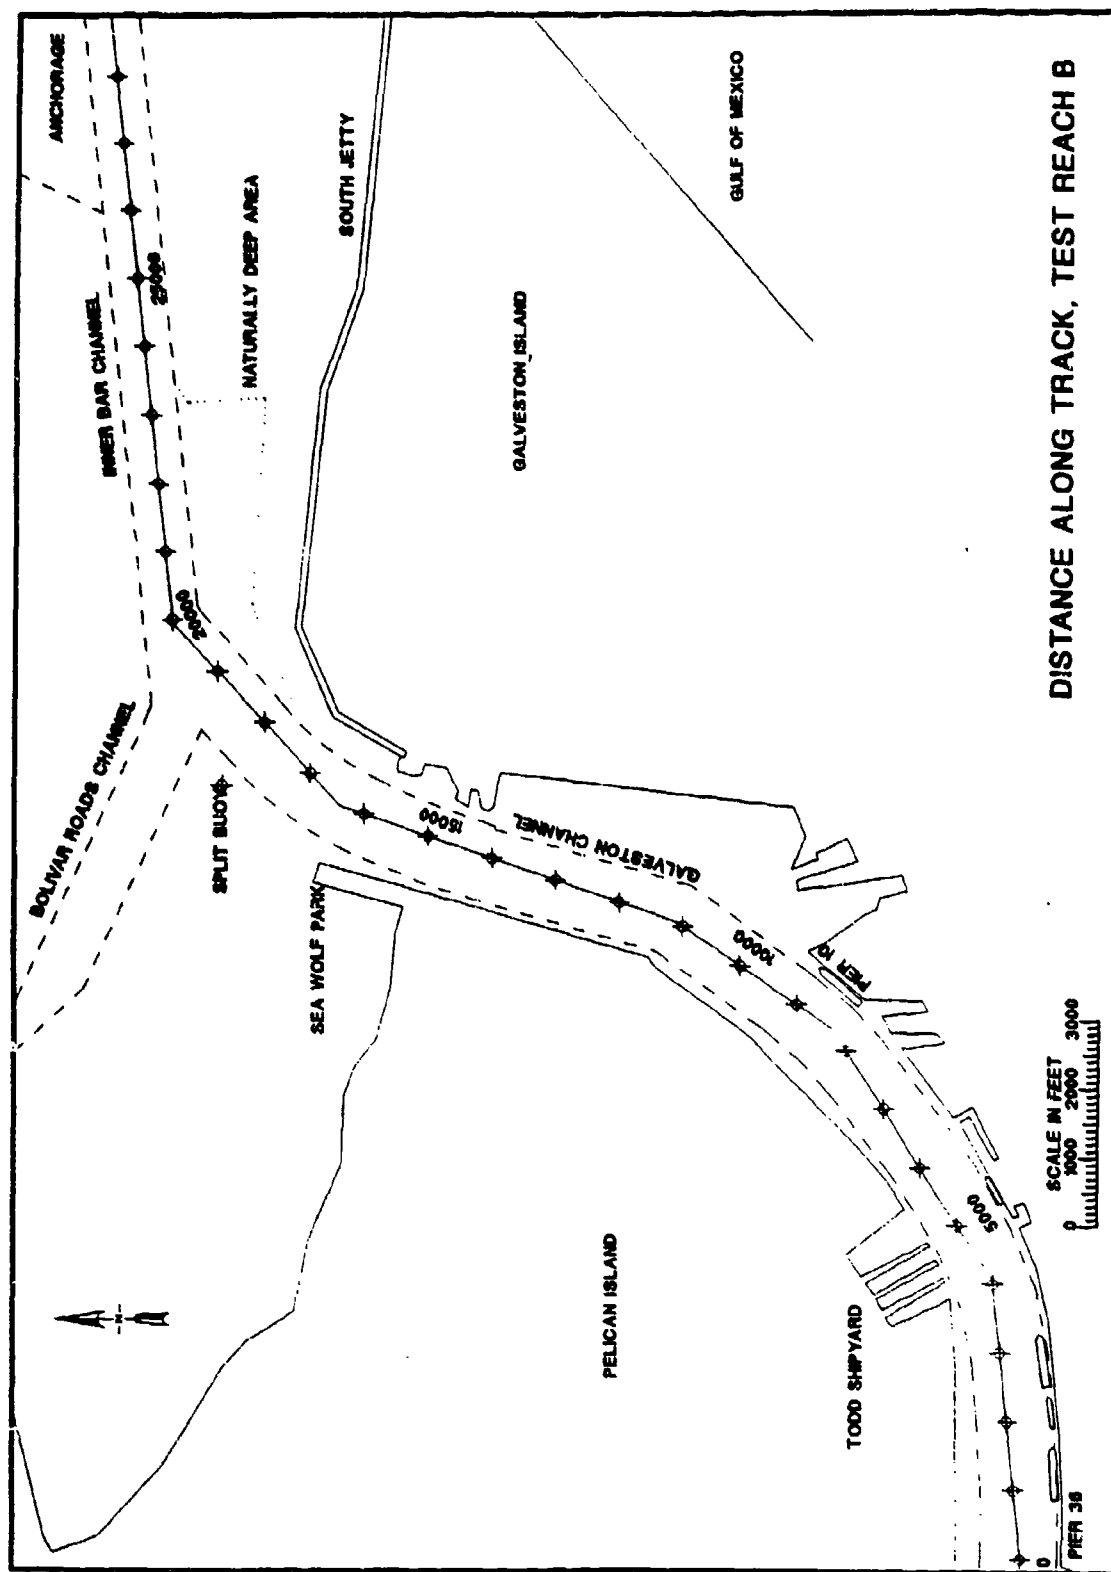 ANCHORAGE
INNER BAR CHANNEL
25000
NATURALLY DEEP AREA
SOUTH JETTY
GULF OF MEXICO
GALVESTON ISLAND
BOLIVAR ROADS CHANNEL
20000
SPLIT BUOY
15000
GALVESTON CHANNEL
SEA WOLF PARK
10000
PIER 10
N
PELICAN ISLAND
TODD SHIPYARD
5000
0
PIER 36
SCALE IN FEET
0 1000 2000 3000
DISTANCE ALONG TRACK, TEST REACH B